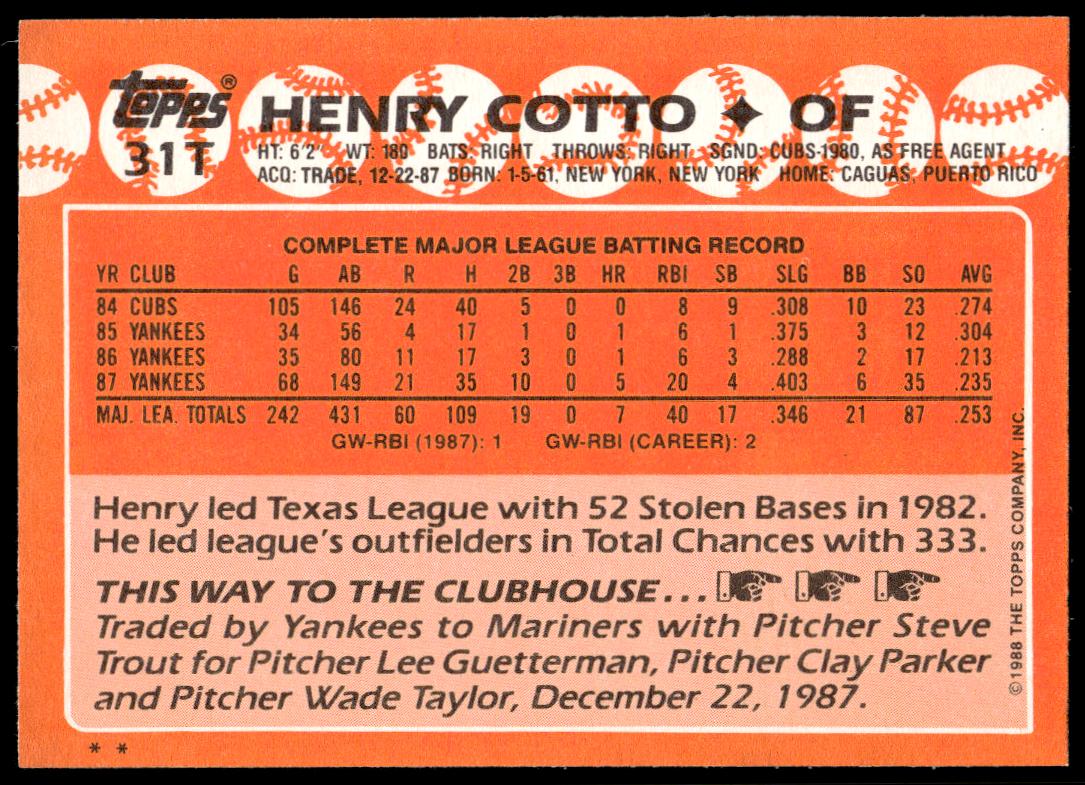 topps®
31T
HENRY COTTO ✦ OF
HT: 6'2" WT: 180 BATS: RIGHT THROWS: RIGHT SGND: CUBS-1980, AS FREE AGENT
ACQ: TRADE, 12-22-87 BORN: 1-5-61, NEW YORK, NEW YORK HOME: CAGUAS, PUERTO RICO
COMPLETE MAJOR LEAGUE BATTING RECORD
YR CLUB G AB R H 2B 3B HR RBI SB SLG BB SO AVG
84 CUBS 105 146 24 40 5 0 0 8 9 .308 10 23 .274
85 YANKEES 34 56 4 17 1 0 1 6 1 .375 3 12 .304
86 YANKEES 35 80 11 17 3 0 1 6 3 .288 2 17 .213
87 YANKEES 68 149 21 35 10 0 5 20 4 .403 6 35 .235
MAJ. LEA. TOTALS 242 431 60 109 19 0 7 40 17 .346 21 87 .253
GW-RBI (1987): 1 GW-RBI (CAREER): 2
Henry led Texas League with 52 Stolen Bases in 1982.
He led league's outfielders in Total Chances with 333.
THIS WAY TO THE CLUBHOUSE...
Traded by Yankees to Mariners with Pitcher Steve
Trout for Pitcher Lee Guetterman, Pitcher Clay Parker
and Pitcher Wade Taylor, December 22, 1987.
©1988 THE TOPPS COMPANY, INC.
* *